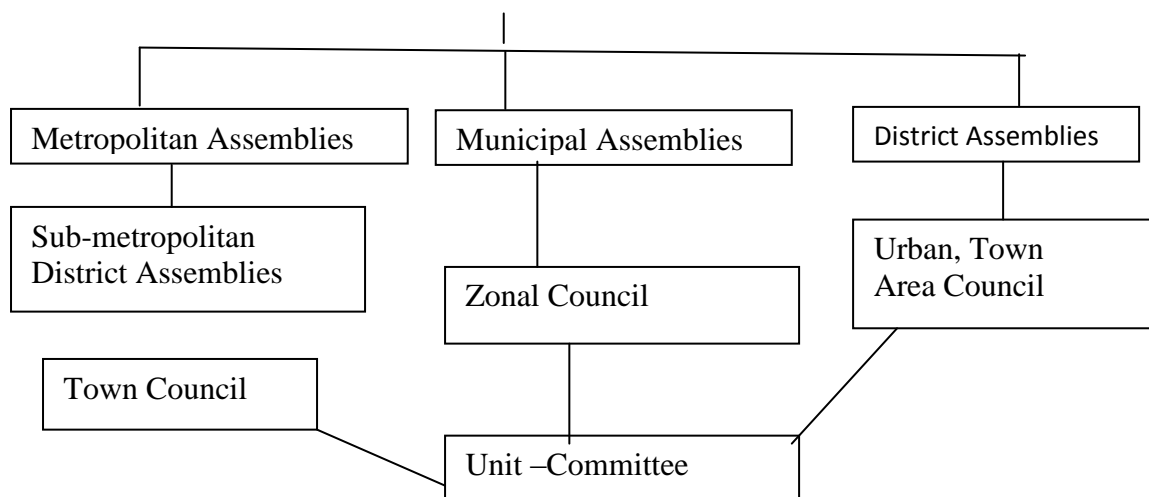 Metropolitan Assemblies
Municipal Assemblies
District Assemblies
Sub-metropolitan
District Assemblies
Zonal Council
Urban, Town
Area Council
Town Council
Unit –Committee